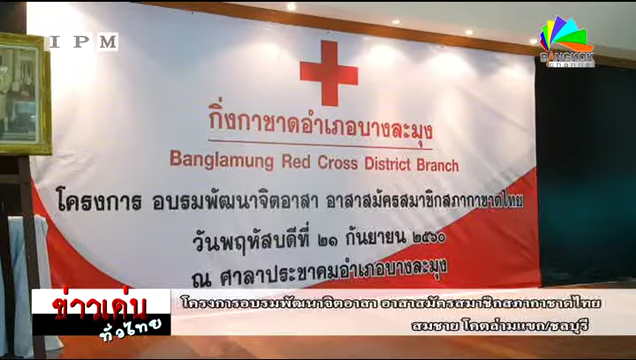 IPM
BANGKOK
channel
กิ่งกาชาดอำเภอบางละมุง
Banglamung Red Cross District Branch
โครงการ อบรมพัฒนาจิตอาสา อาสาสมัครสมาชิกสภากาชาดไทย
วันพฤหัสบดีที่ ๒๑ กันยายน ๒๕๖๐
ณ ศาลาประชาคมอำเภอบางละมุง
ข่าวเด่น
ทั่วไทย
โครงการอบรมพัฒนาจิตอาสา อาสาสมัครสมาชิกสภากาชาดไทย
สมชาย โคตล่ามแขก/ชลบุรี